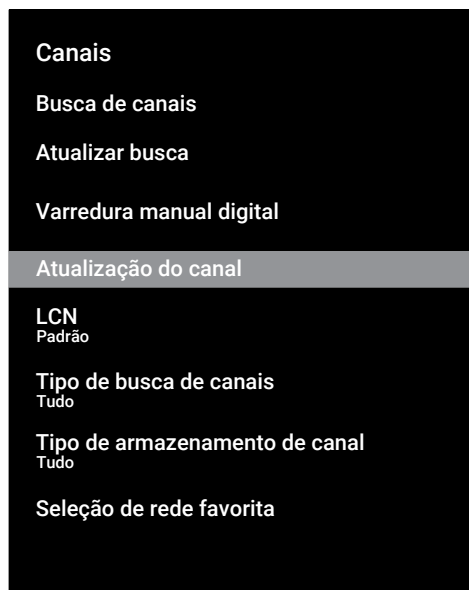 Canais
Busca de canais
Atualizar busca
Varredura manual digital
Atualização do canal
LCN
Padrão
Tipo de busca de canais
Tudo
Tipo de armazenamento de canal
Tudo
Seleção de rede favorita